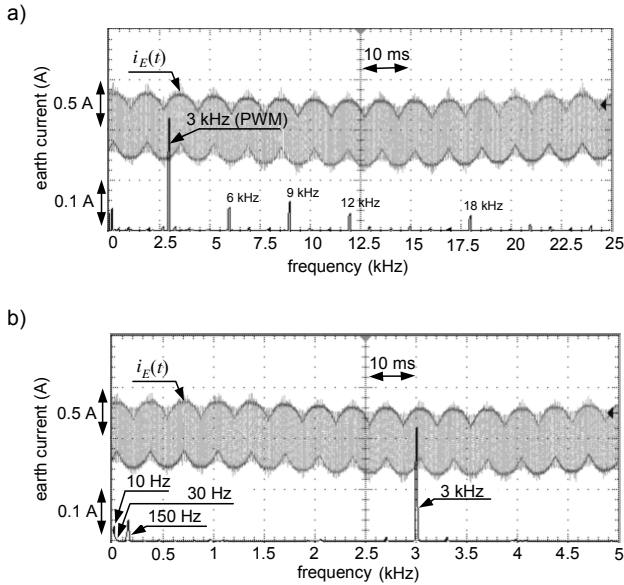 a)
10 ms
iE(t)
0.5 A
3 kHz (PWM)
earth current (A)
0.1 A
6 kHz
9 kHz
12 kHz
18 kHz
0 2.5 5 7.5 10 12.5 15 17.5 20 22.5 25
frequency (kHz)
b)
10 ms
iE(t)
0.5 A
earth current (A)
10 Hz
30 Hz
0.1 A
150 Hz
3 kHz
0 0.5 1 1.5 2 2.5 3 3.5 4 4.5 5
frequency (kHz)